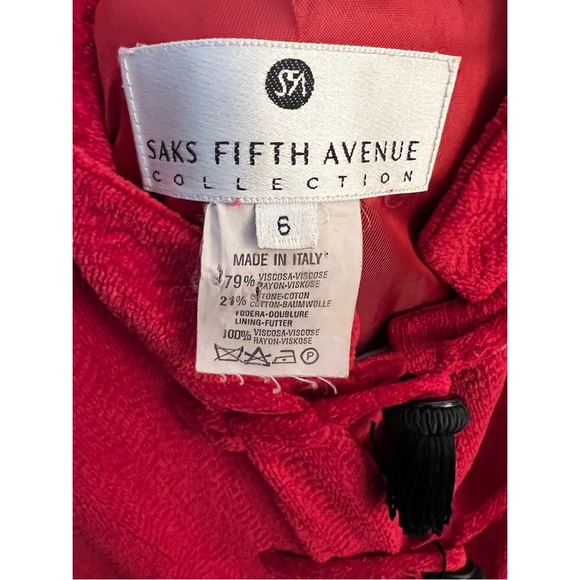 SFA
SAKS FIFTH AVENUE
COLLECTION
6
MADE IN ITALY
79% VISCOSA-VISCOSE
RAYON-VISKOSE
21% COTONE-COTON
COTTON-BAUMWOLLE
FODERA-DOUBLURE
LINING-FUTTER
100% VISCOSA-VISCOSE
RAYON-VISKOSE
P